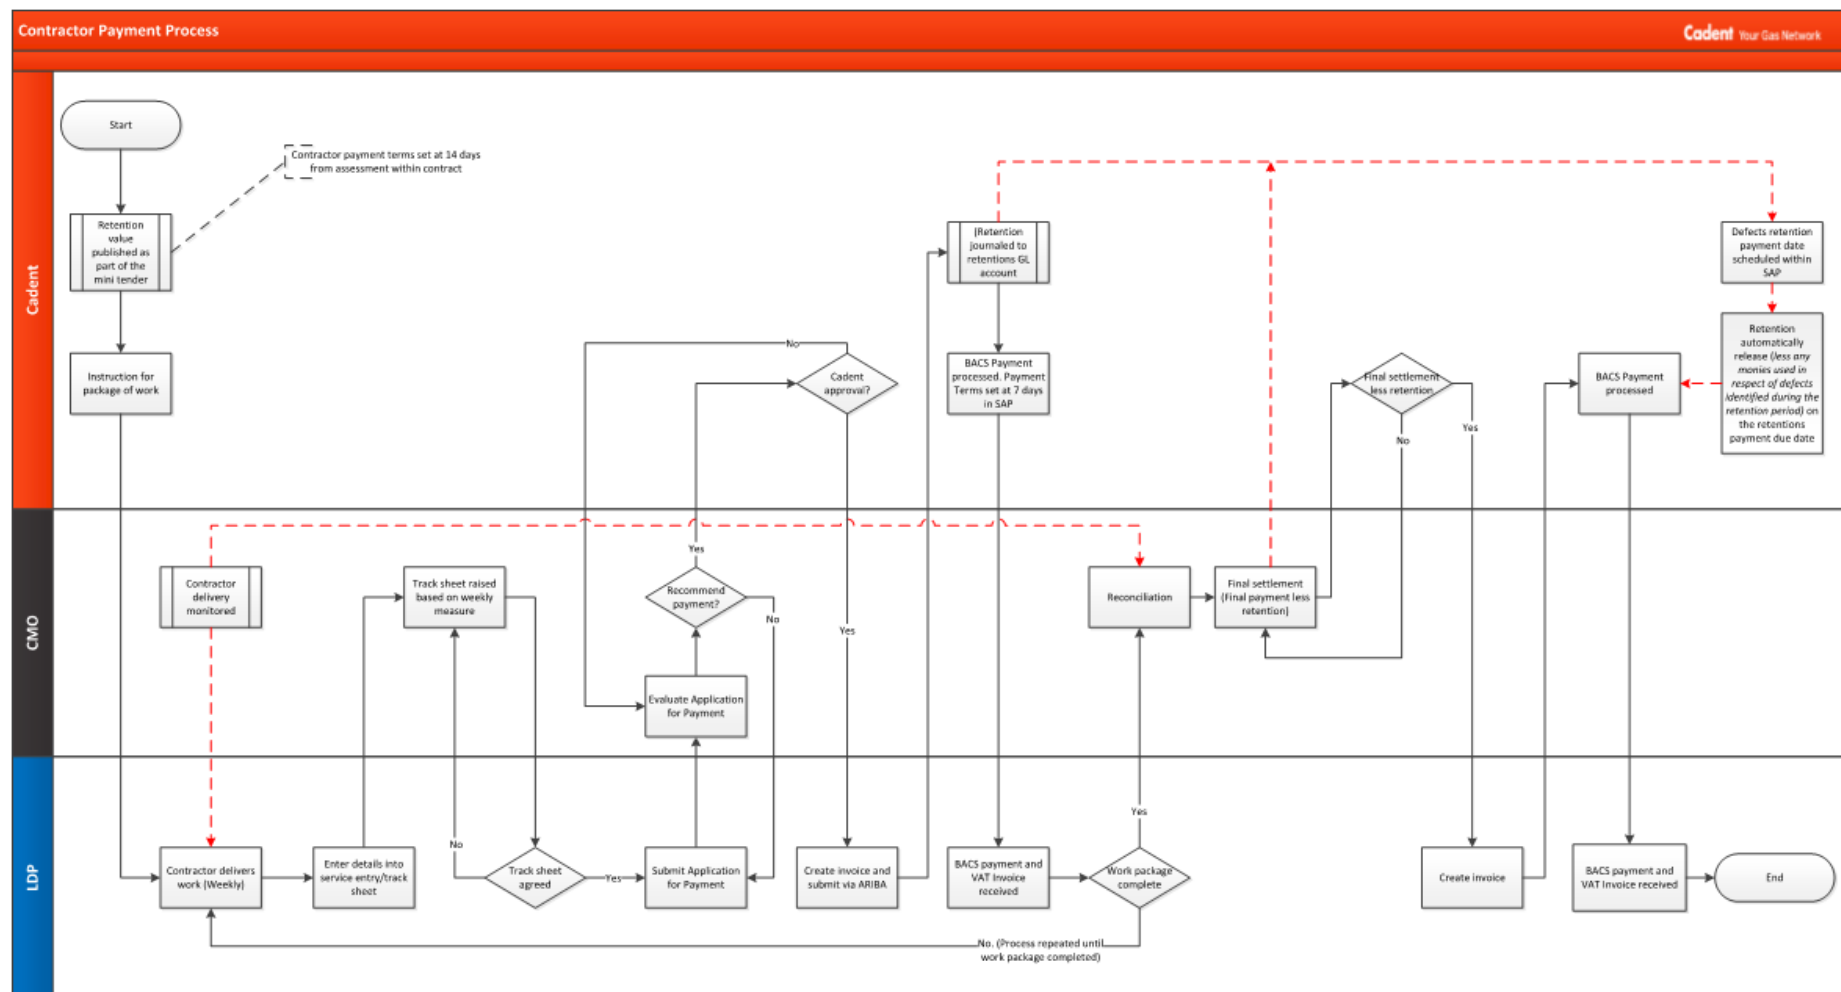 Contractor Payment Process
Cadent Your Gas Network
Cadent
Start
Contractor payment terms set at 14 days
from assessment within contract
Retention
value
published as
part of the
mini tender
Instruction for
package of work
No
Cadent
approval?
(Retention
journaled to
retentions GL
account
BACS Payment
processed. Payment
Terms set at 7 days
in SAP
Final settlement
less retention
Yes
No
BACS Payment
processed
Defects retention
payment date
scheduled within
SAP
Retention
automatically
release (less any
monies used in
respect of defects
identified during the
retention period) on
the retentions
payment due date
CMO
Contractor
delivery
monitored
Track sheet raised
based on weekly
measure
Yes
Recommend
payment?
No
Yes
Evaluate Application
for Payment
Reconciliation
Final settlement
(Final payment less
retention)
LDP
Contractor delivers
work (Weekly)
Enter details into
service entry/track
sheet
No
Track sheet
agreed
Yes
Submit Application
for Payment
Create invoice and
submit via ARIBA
BACS payment and
VAT Invoice
received
Yes
Work package
complete
No. (Process repeated until
work package completed)
Create invoice
BACS payment and
VAT Invoice received
End